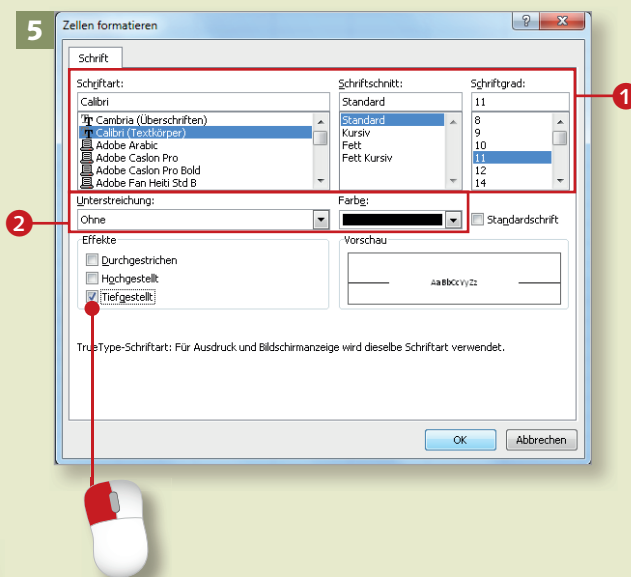 5
Zellen formatieren
Schrift
Schriftart:
Schriftschnitt:
Schriftgrad:
Calibri
Standard
11
Cambria (Überschriften)
Calibri (Textkörper)
Adobe Arabic
Adobe Caslon Pro
Adobe Caslon Pro Bold
Adobe Fan Heiti Std B
Standard
Kursiv
Fett
Fett Kursiv
8
9
10
11
12
14
1
2
Unterstreichung:
Farbe:
Ohne
Standardschrift
Effekte
Durchgestrichen
Hochgestellt
Tiefgestellt
Vorschau
AaBbCcYyZz
TrueType-Schriftart: Für Ausdruck und Bildschirmanzeige wird dieselbe Schriftart verwendet.
OK
Abbrechen